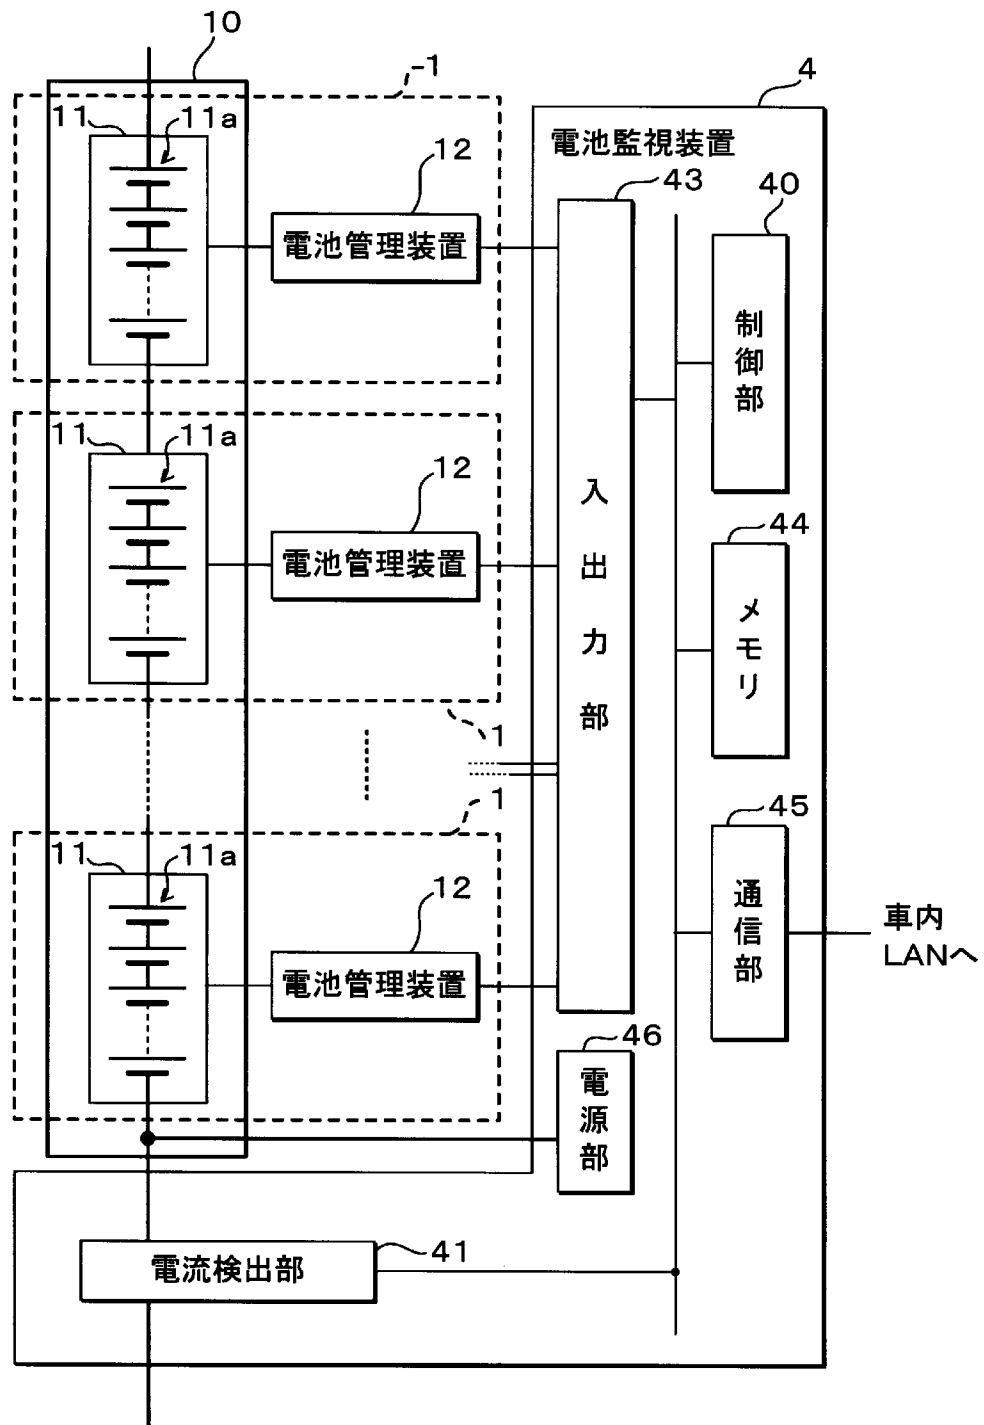 10
1
4
11
11a
電池監視装置
12
43
40
電池管理装置
制御部
11
11a
12
入出力部
電池管理装置
44
メモリ
1
1
45
11
11a
12
通信部
車内
LANへ
電池管理装置
46
電源部
41
電流検出部